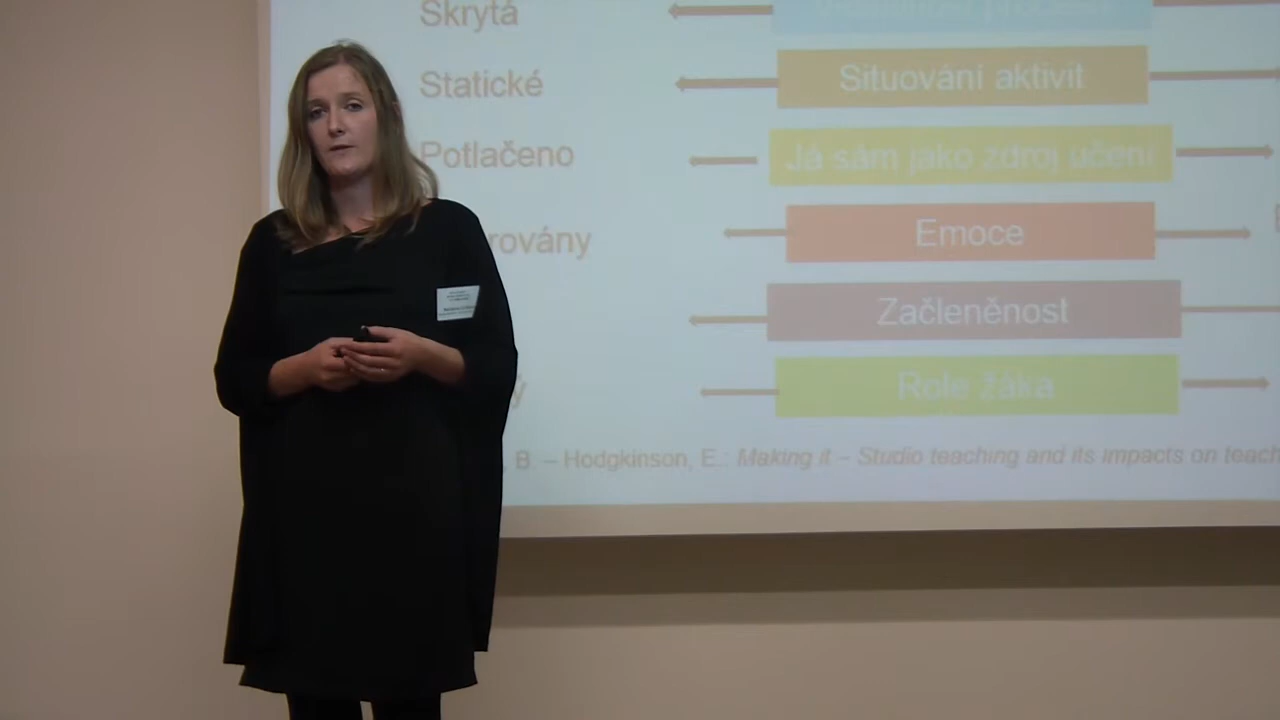 Skrytá
Statické Situování aktivit
Potlačeno Já sám jako zdroj učení
rovány Emoce
Začleněnost
ý Role žáka
, B. – Hodgkinson, E.: Making it – Studio teaching and its impacts on teach